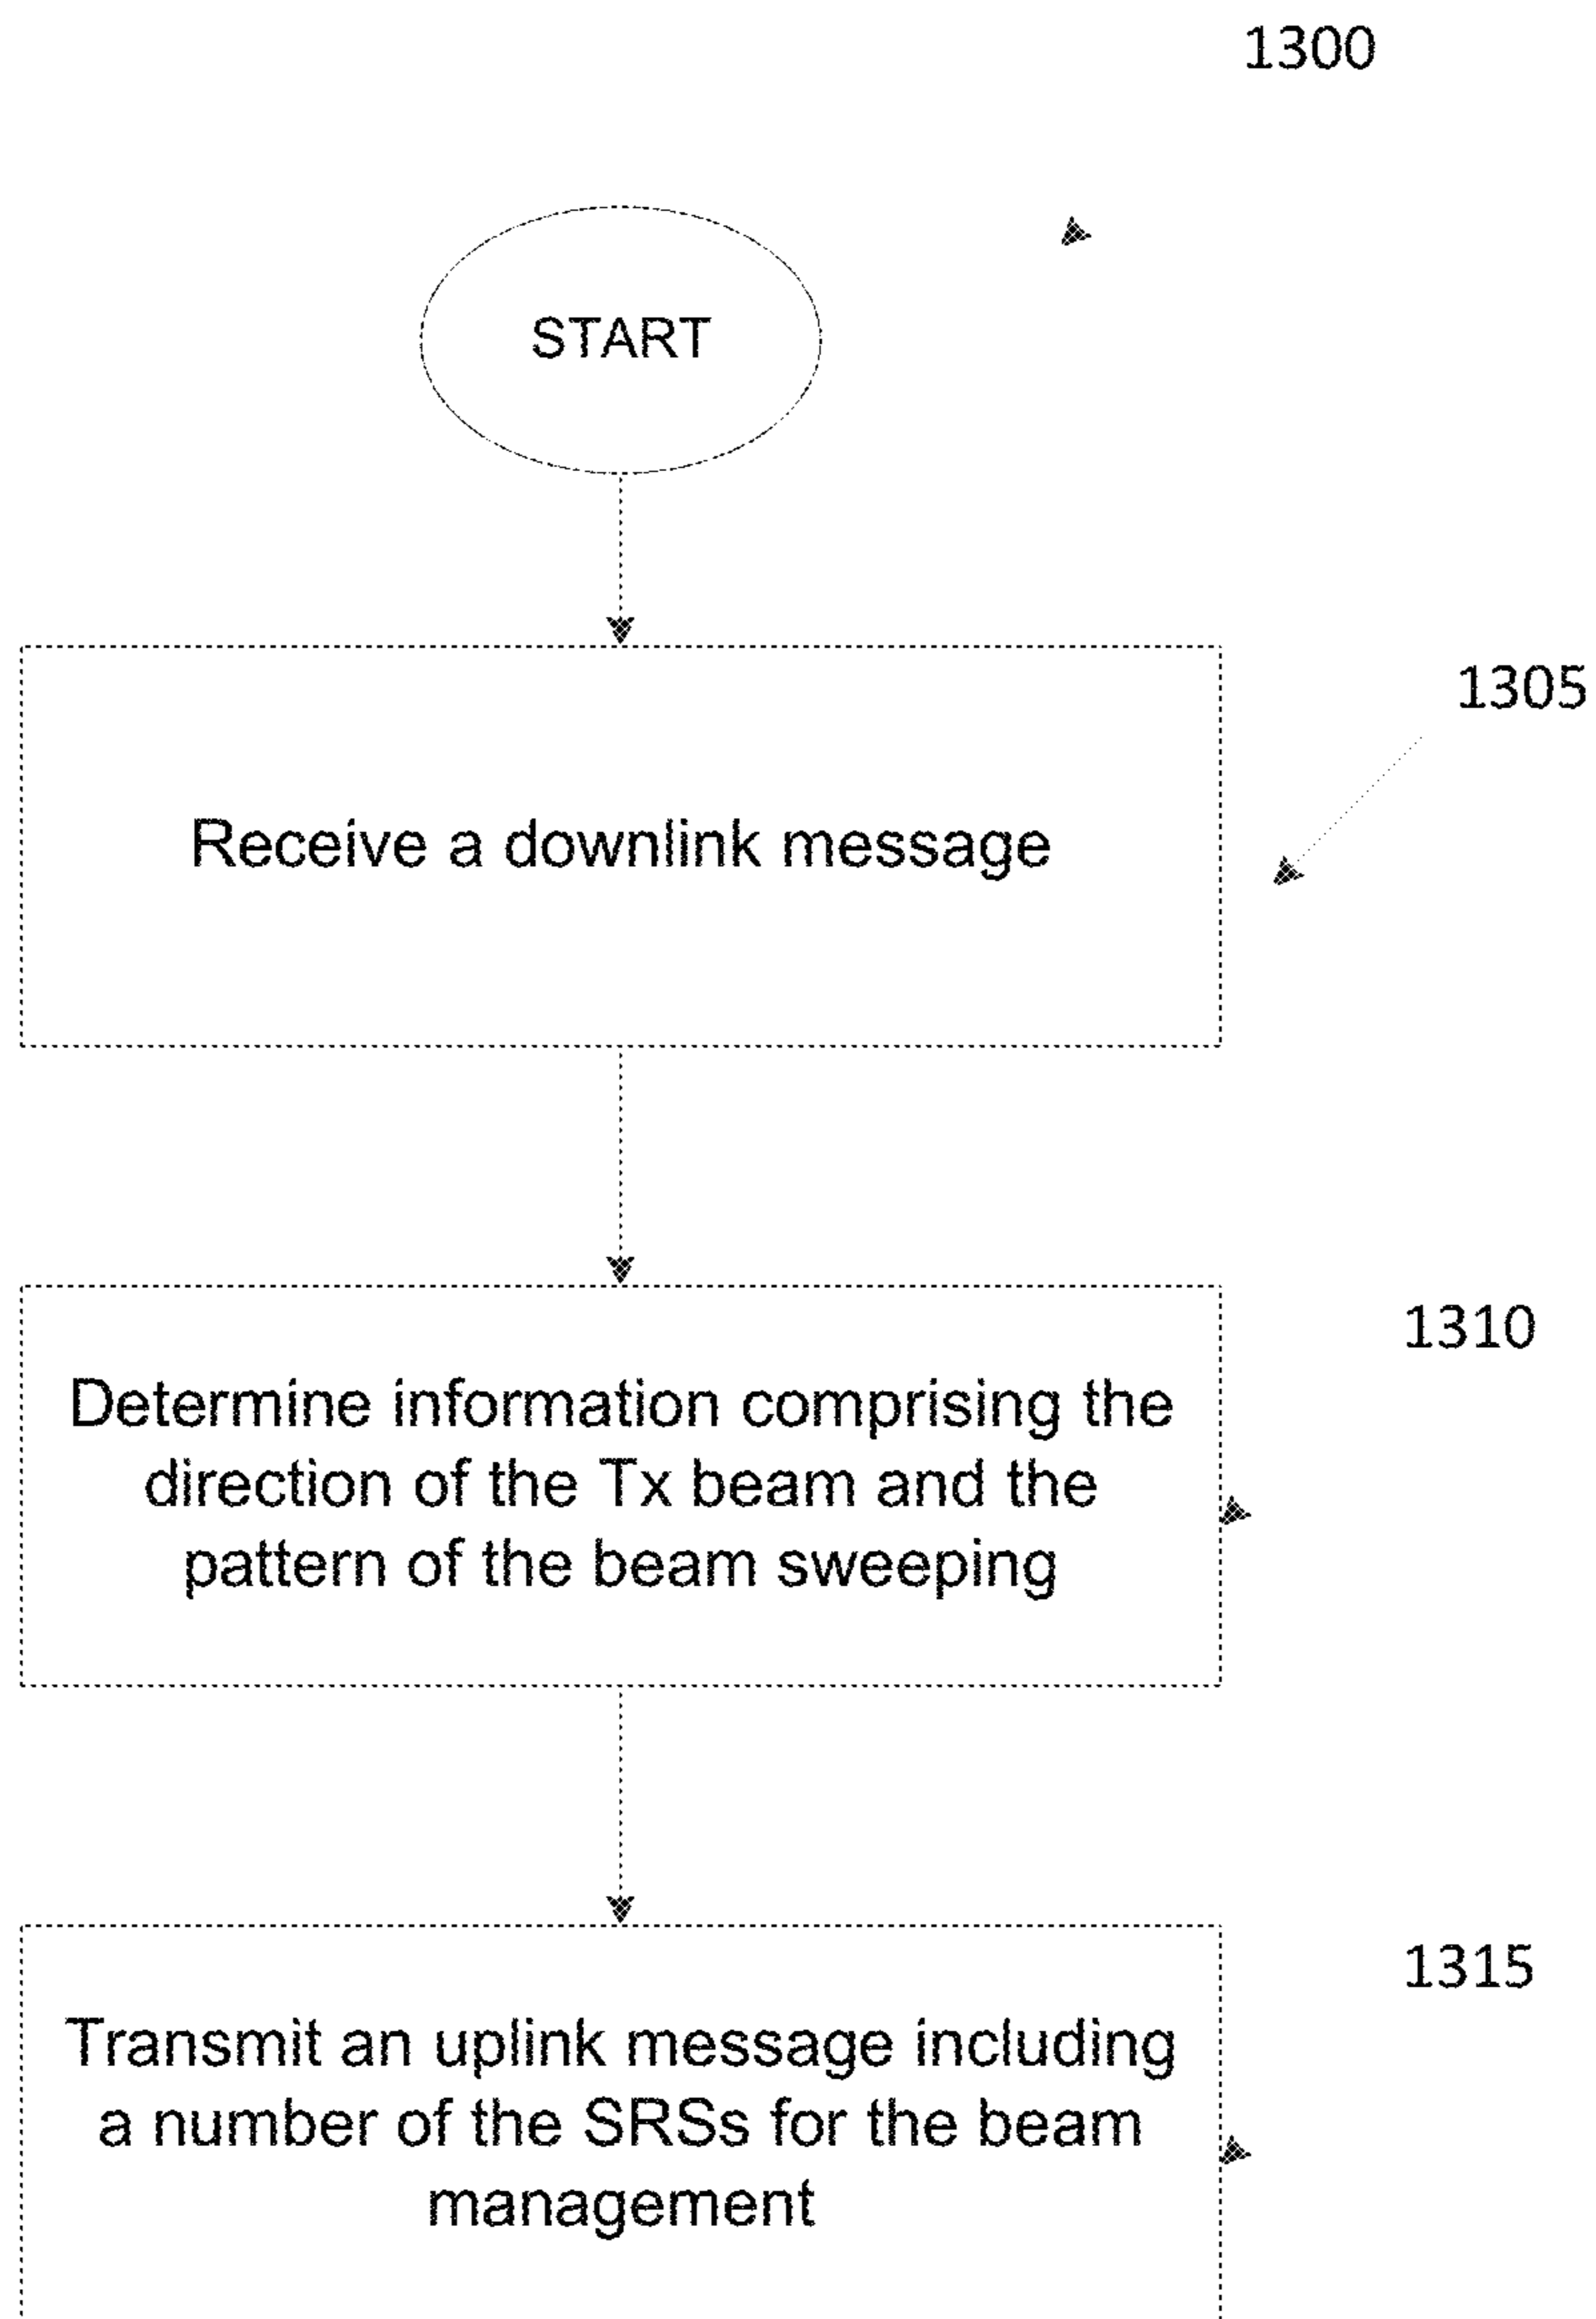 1300
START
1305
Receive a downlink message
1310
Determine information comprising the
direction of the Tx beam and the
pattern of the beam sweeping
1315
Transmit an uplink message including
a number of the SRSs for the beam
management